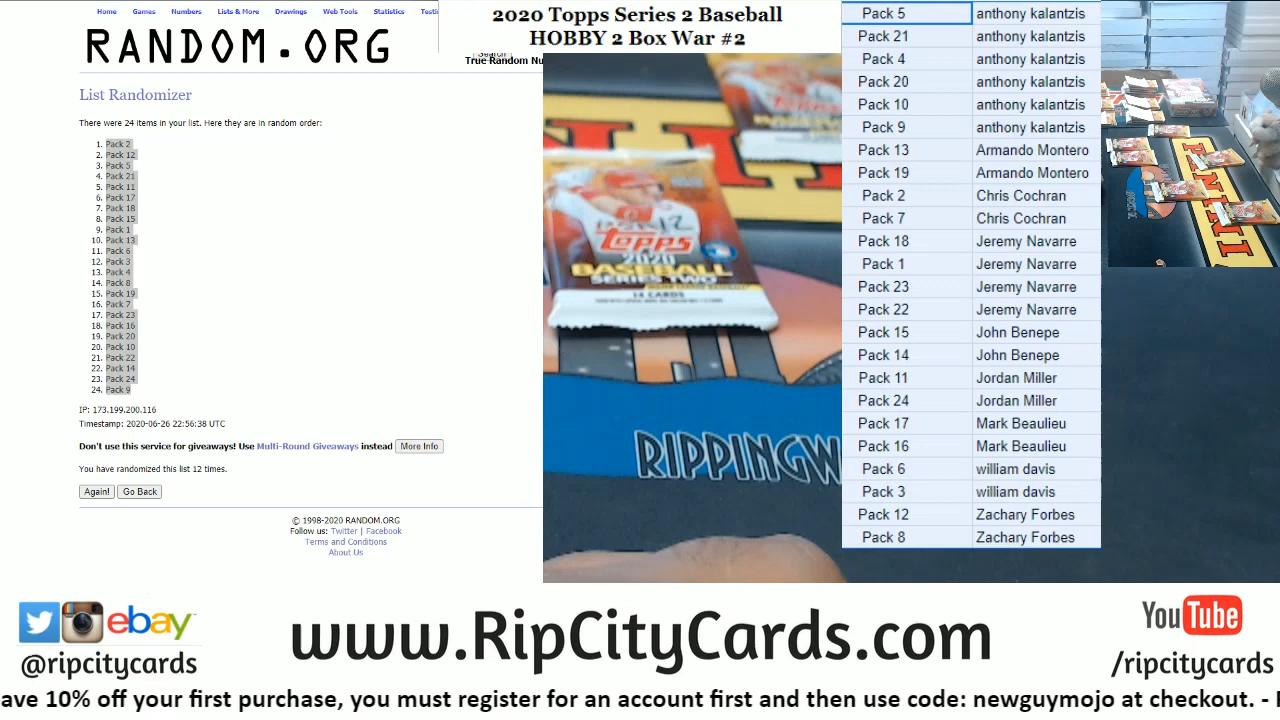 Home Games Numbers Lists & More Drawings Web Tools Statistics Testi
RANDOM.ORG
Search
True Random Nu
List Randomizer
There were 24 items in your list. Here they are in random order:
1. Pack 2
2. Pack 12
3. Pack 5
4. Pack 21
5. Pack 11
6. Pack 17
7. Pack 18
8. Pack 15
9. Pack 1
10. Pack 13
11. Pack 6
12. Pack 3
13. Pack 4
14. Pack 8
15. Pack 19
16. Pack 7
17. Pack 23
18. Pack 16
19. Pack 20
20. Pack 10
21. Pack 22
22. Pack 14
23. Pack 24
24. Pack 9
IP: 173.199.200.116
Timestamp: 2020-06-26 22:56:38 UTC
Don't use this service for giveaways! Use Multi-Round Giveaways instead More Info
You have randomized this list 12 times.
Again! Go Back
© 1998-2020 RANDOM.ORG
Follow us: Twitter | Facebook
Terms and Conditions
About Us
2020 Topps Series 2 Baseball
HOBBY 2 Box War #2
12
topps
2020
BASEBALL
SERIES TWO
14 CARDS
RIPPINGW
Pack 5 anthony kalantzis
Pack 21 anthony kalantzis
Pack 4 anthony kalantzis
Pack 20 anthony kalantzis
Pack 10 anthony kalantzis
Pack 9 anthony kalantzis
Pack 13 Armando Montero
Pack 19 Armando Montero
Pack 2 Chris Cochran
Pack 7 Chris Cochran
Pack 18 Jeremy Navarre
Pack 1 Jeremy Navarre
Pack 23 Jeremy Navarre
Pack 22 Jeremy Navarre
Pack 15 John Benepe
Pack 14 John Benepe
Pack 11 Jordan Miller
Pack 24 Jordan Miller
Pack 17 Mark Beaulieu
Pack 16 Mark Beaulieu
Pack 6 william davis
Pack 3 william davis
Pack 12 Zachary Forbes
Pack 8 Zachary Forbes
PANINI
ebay
@ripcitycards
www.RipCityCards.com
YouTube
/ripcitycards
ave 10% off your first purchase, you must register for an account first and then use code: newguymojo at checkout. -